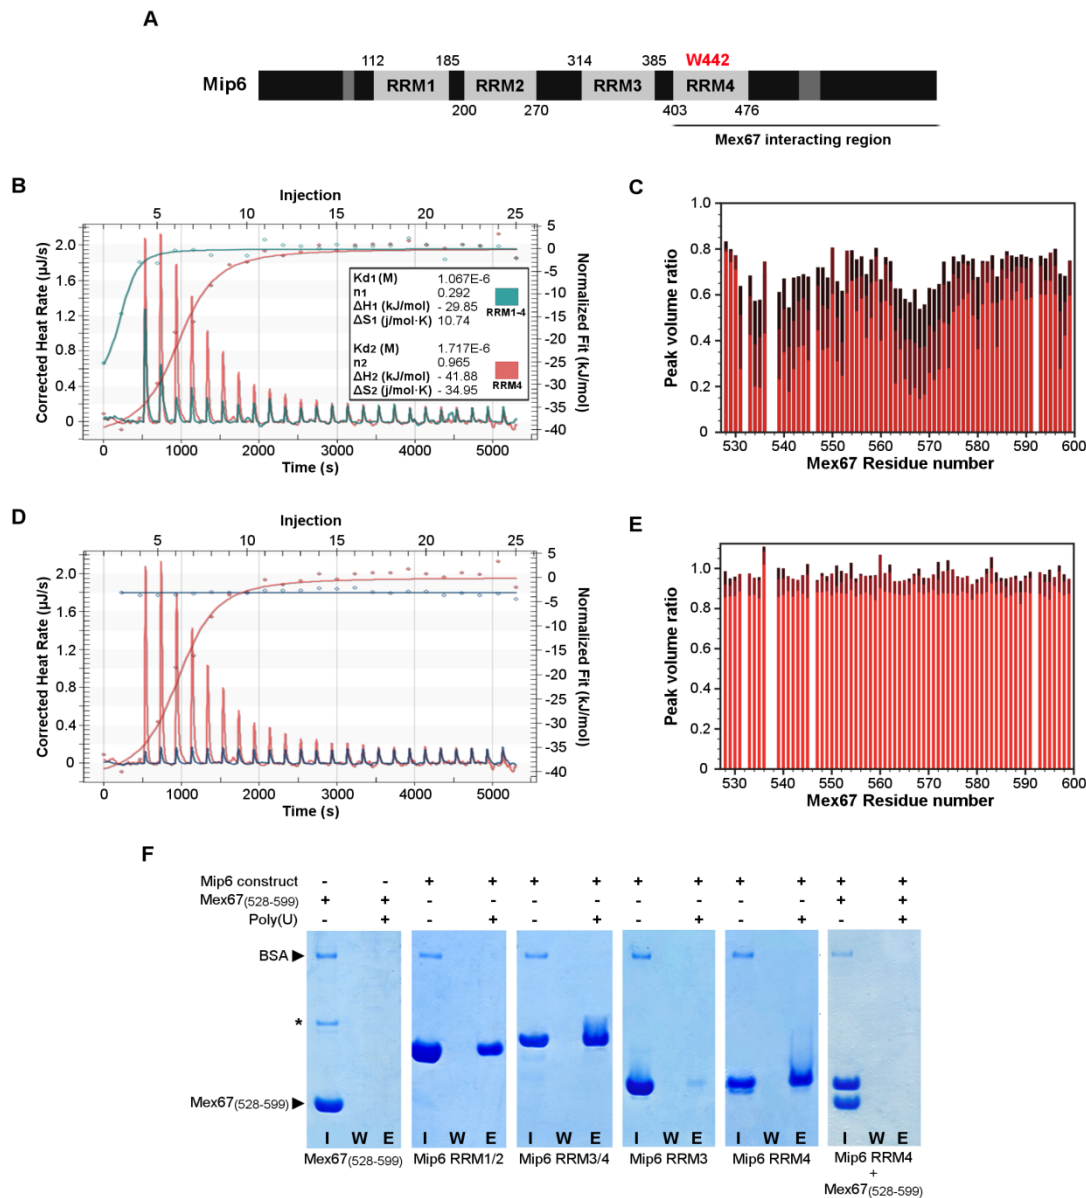 A
112 185 314 385 W442
Mip6 RRM1 RRM2 RRM3 RRM4
200 270 403 476
Mex67 interacting region
B
Injection
5 10 15 20 25
Corrected Heat Rate (µJ/s)
2.0
1.6
1.2
0.8
0.4
0
5
0
-5
-10
-15
-20
-25
-30
-35
-40
Normalized Fit (kJ/mol)
Kd1 (M) 1.067E-6
n1 0.292
ΔH1 (kJ/mol) - 29.85
ΔS1 (j/mol·K) 10.74
RRM1-4
Kd2 (M) 1.717E-6
n2 0.965
ΔH2 (kJ/mol) - 41.88
ΔS2 (j/mol·K) - 34.95
RRM4
0 1000 2000 3000 4000 5000
Time (s)
C
Peak volume ratio
1.0
0.8
0.6
0.4
0.2
0
530 540 550 560 570 580 590 600
Mex67 Residue number
D
Injection
5 10 15 20 25
Corrected Heat Rate (µJ/s)
2.0
1.6
1.2
0.8
0.4
0
5
0
-5
-10
-15
-20
-25
-30
-35
-40
Normalized Fit (kJ/mol)
0 1000 2000 3000 4000 5000
Time (s)
E
Peak volume ratio
1.0
0.8
0.6
0.4
0.2
0
530 540 550 560 570 580 590 600
Mex67 Residue number
F
Mip6 construct - - + + + + + + + + + +
Mex67(528-599) + + - - - - - - - - + +
Poly(U) - + - + - + - + - + - +
BSA
*
Mex67(528-599)
I W E I W E I W E I W E I W E I W E
Mex67(528-599) Mip6 RRM1/2 Mip6 RRM3/4 Mip6 RRM3 Mip6 RRM4 Mip6 RRM4
+
Mex67(528-599)